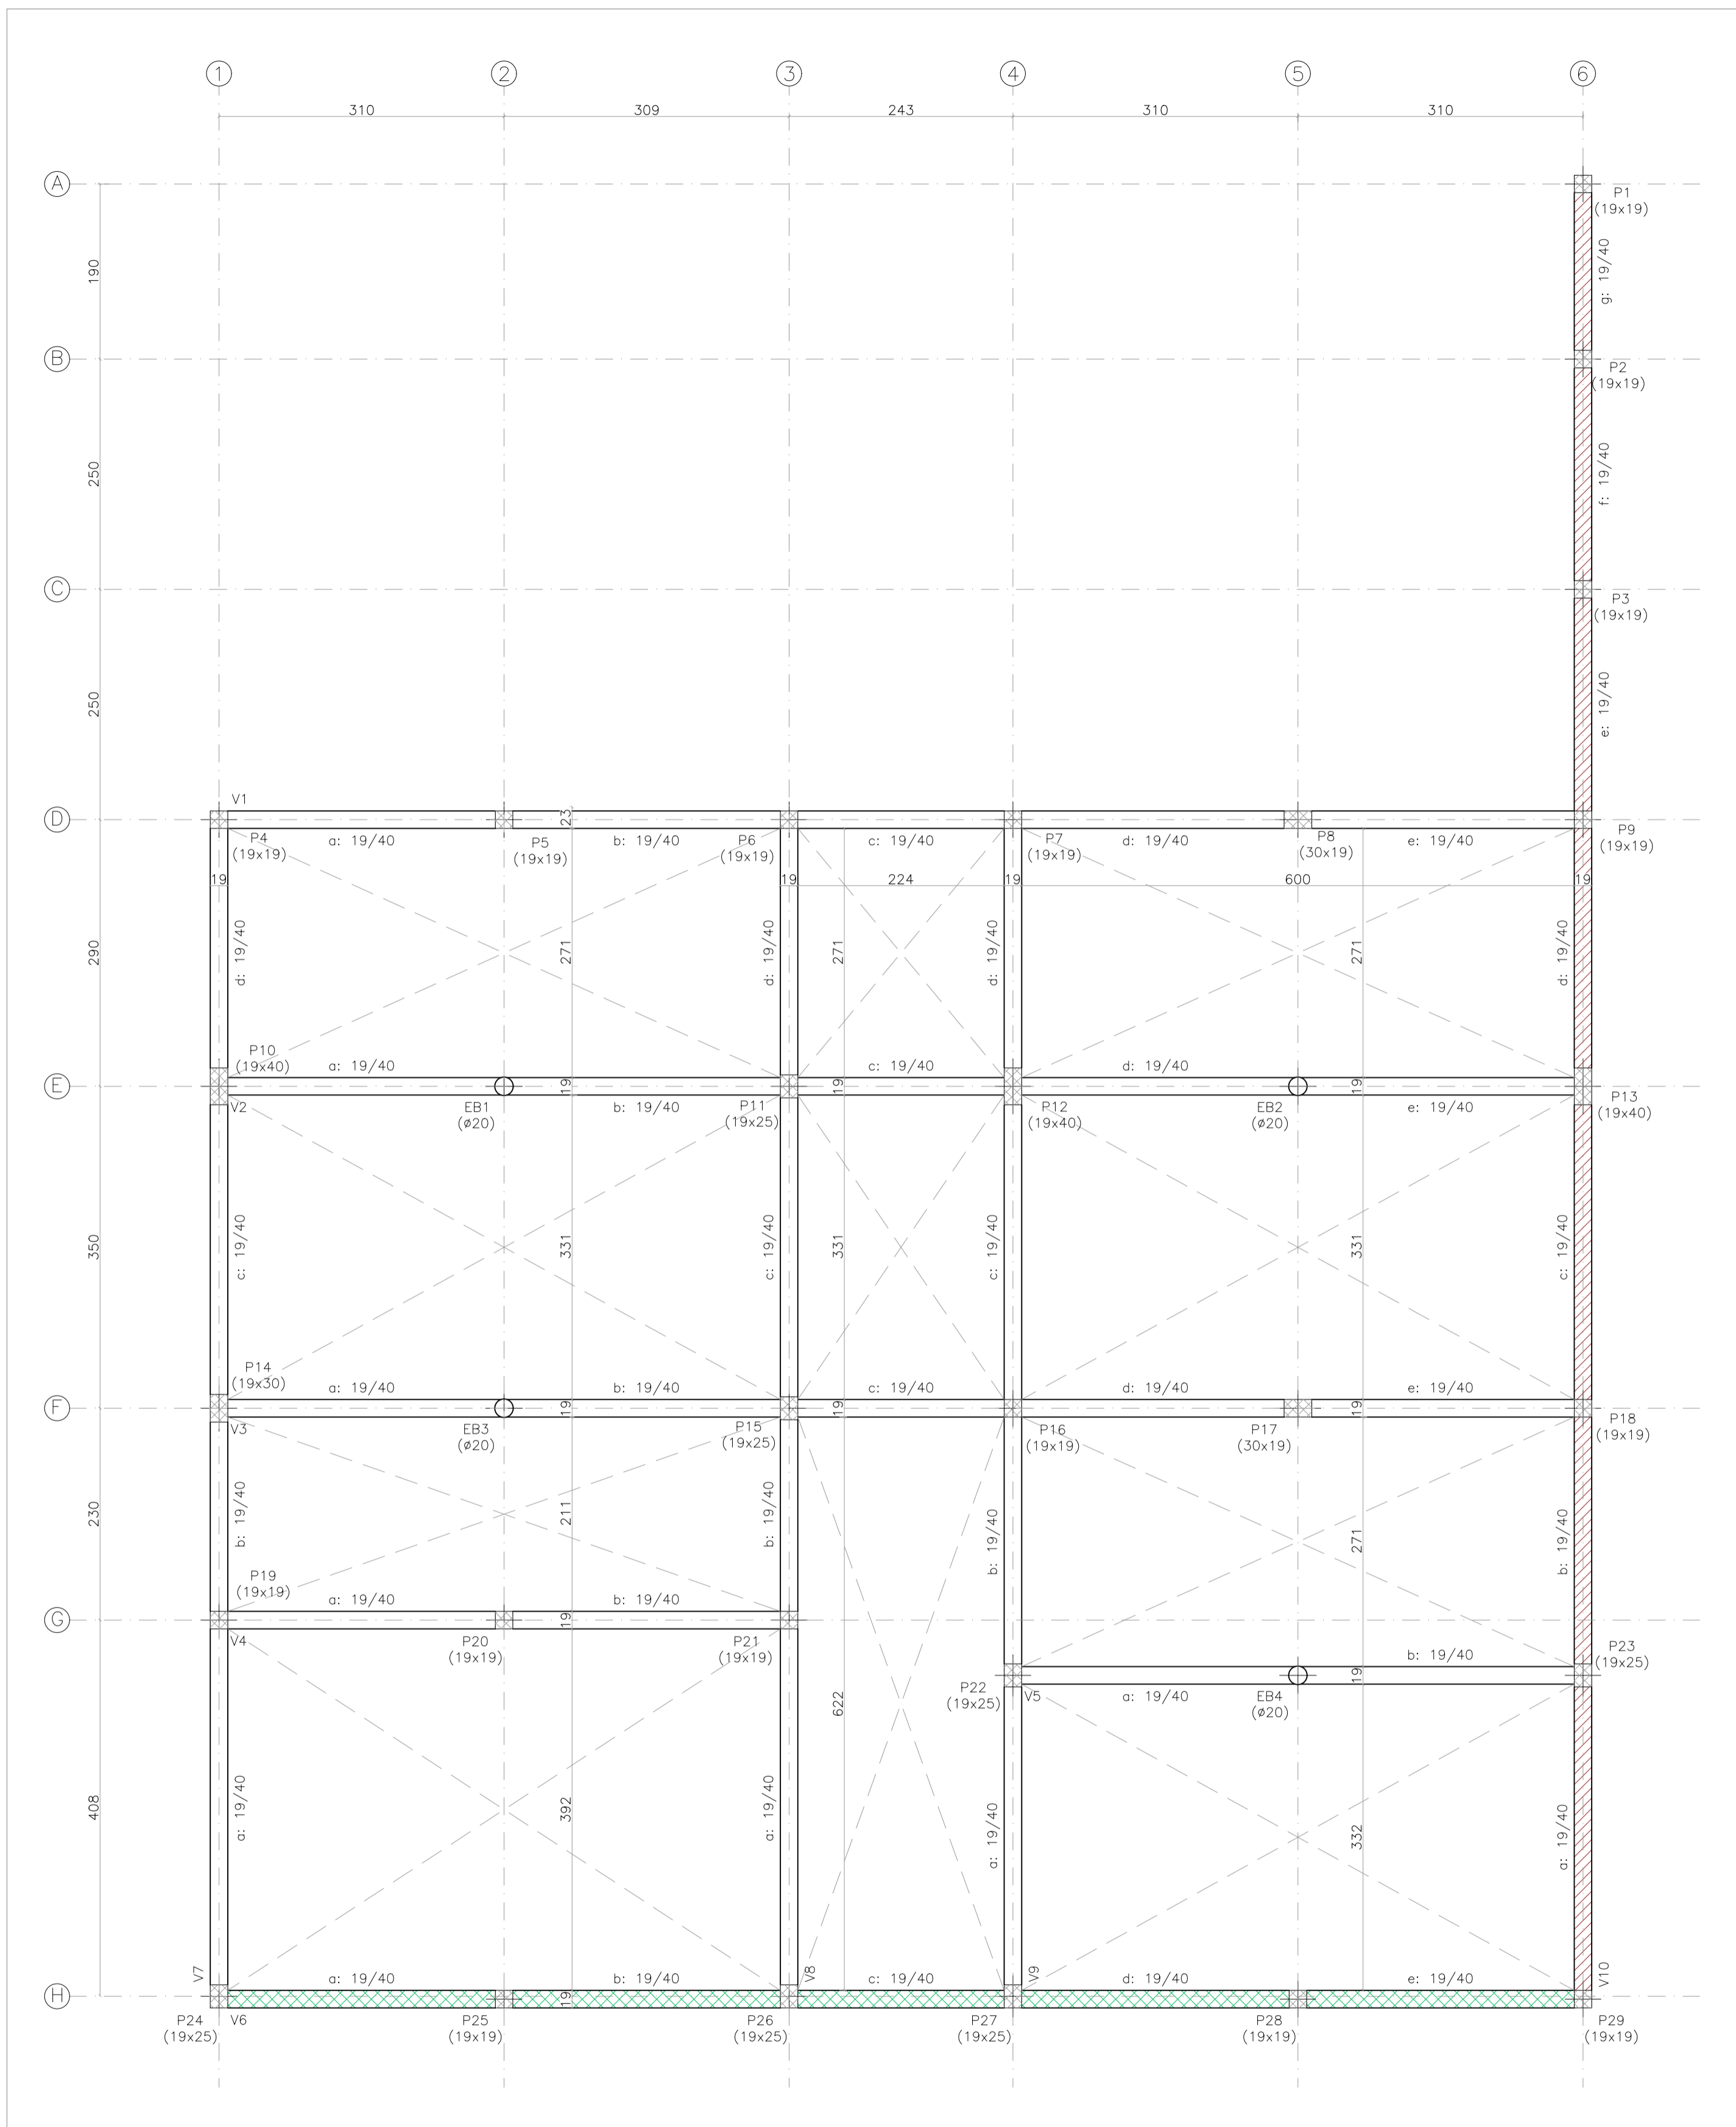 1
2
3
4
5
6
310
309
243
310
310
A
P1
(19x19)
190
g: 19/40
B
P2
(19x19)
250
f: 19/40
C
P3
(19x19)
250
e: 19/40
V1
D
23
P4
(19x19)
a: 19/40
P5
(19x19)
b: 19/40
P6
(19x19)
c: 19/40
P7
(19x19)
d: 19/40
P8
(30x19)
e: 19/40
P9
(19x19)
19
19
224
19
600
19
290
d: 19/40
271
d: 19/40
271
d: 19/40
271
d: 19/40
P10
(19x40)
a: 19/40
c: 19/40
d: 19/40
E
19
19
19
V2
EB1
(ø20)
b: 19/40
P11
(19x25)
P12
(19x40)
EB2
(ø20)
e: 19/40
P13
(19x40)
350
c: 19/40
331
c: 19/40
331
c: 19/40
331
c: 19/40
P14
(19x30)
a: 19/40
b: 19/40
c: 19/40
d: 19/40
e: 19/40
F
19
19
19
V3
EB3
(ø20)
P15
(19x25)
P16
(19x19)
P17
(30x19)
P18
(19x19)
230
b: 19/40
211
b: 19/40
b: 19/40
271
b: 19/40
P19
(19x19)
a: 19/40
b: 19/40
G
19
V4
P20
(19x19)
P21
(19x19)
b: 19/40
P23
(19x25)
19
P22
(19x25)
V5
a: 19/40
EB4
(ø20)
622
408
a: 19/40
392
a: 19/40
a: 19/40
332
a: 19/40
V7
a: 19/40
b: 19/40
V8
c: 19/40
V9
d: 19/40
e: 19/40
V10
H
19
P24
(19x25)
V6
P25
(19x19)
P26
(19x25)
P27
(19x25)
P28
(19x19)
P29
(19x19)